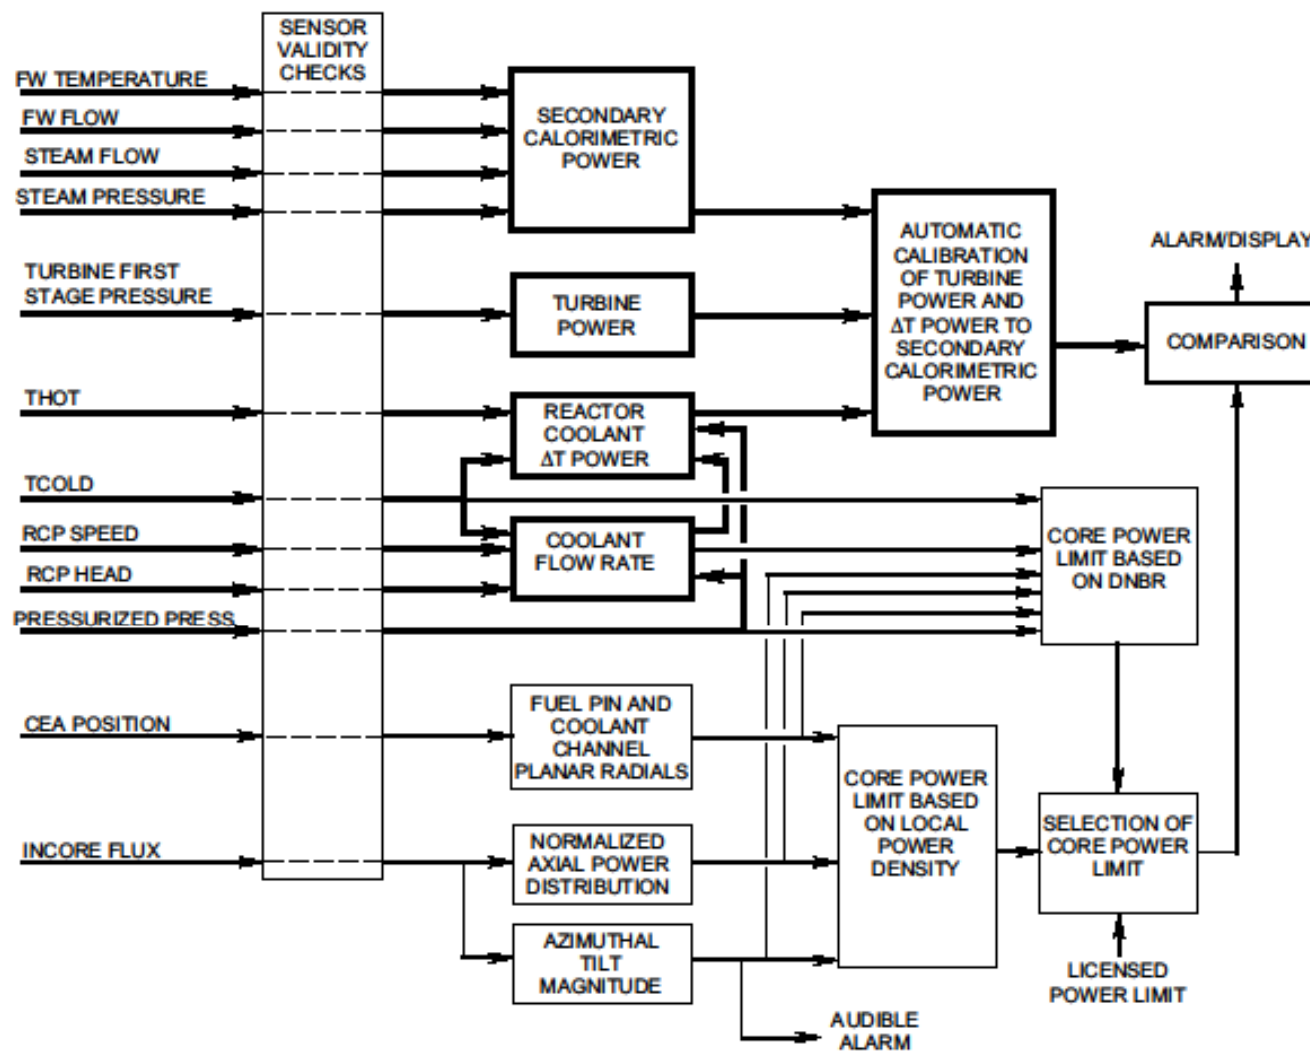 SENSOR
VALIDITY
CHECKS
FW TEMPERATURE
FW FLOW
STEAM FLOW
STEAM PRESSURE
TURBINE FIRST
STAGE PRESSURE
THOT
TCOLD
RCP SPEED
RCP HEAD
PRESSURIZED PRESS.
CEA POSITION
INCORE FLUX
SECONDARY
CALORIMETRIC
POWER
TURBINE
POWER
REACTOR
COOLANT
ΔT POWER
COOLANT
FLOW RATE
FUEL PIN AND
COOLANT
CHANNEL
PLANAR RADIALS
NORMALIZED
AXIAL POWER
DISTRIBUTION
AZIMUTHAL
TILT
MAGNITUDE
AUTOMATIC
CALIBRATION
OF TURBINE
POWER AND
ΔT POWER TO
SECONDARY
CALORIMETRIC
POWER
ALARM/DISPLAY
COMPARISON
CORE POWER
LIMIT BASED
ON DNBR
CORE POWER
LIMIT BASED
ON LOCAL
POWER
DENSITY
SELECTION OF
CORE POWER
LIMIT
LICENSED
POWER LIMIT
AUDIBLE
ALARM